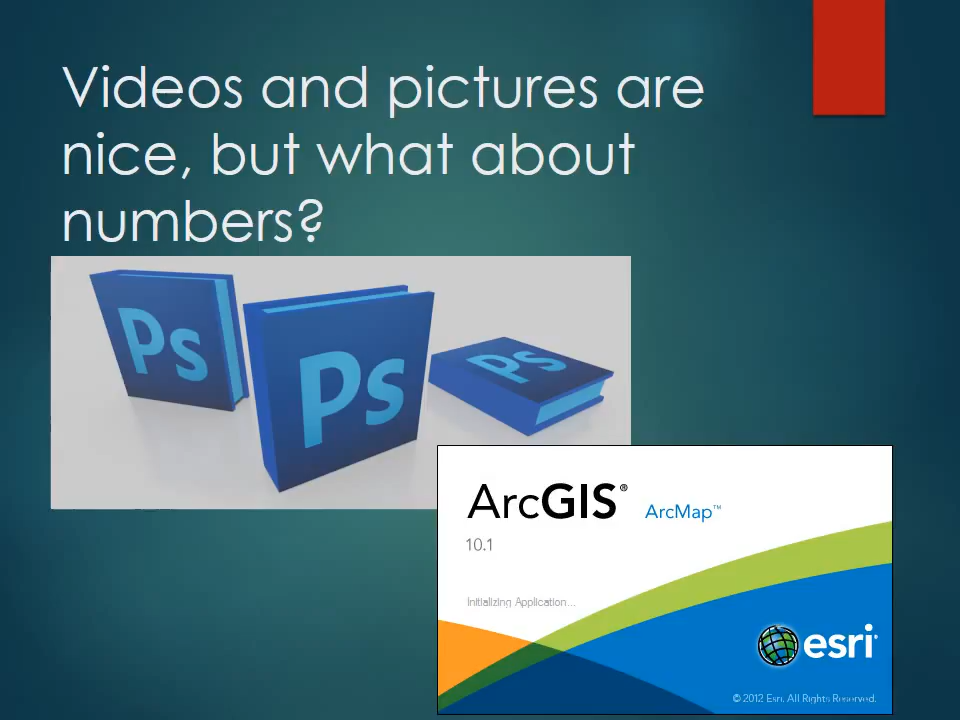 Videos and pictures are
nice, but what about
numbers?
Ps
Ps
Ps
ArcGIS® ArcMap™
10.1
Initializing Application...
esri®
© 2012 Esri. All Rights Reserved.